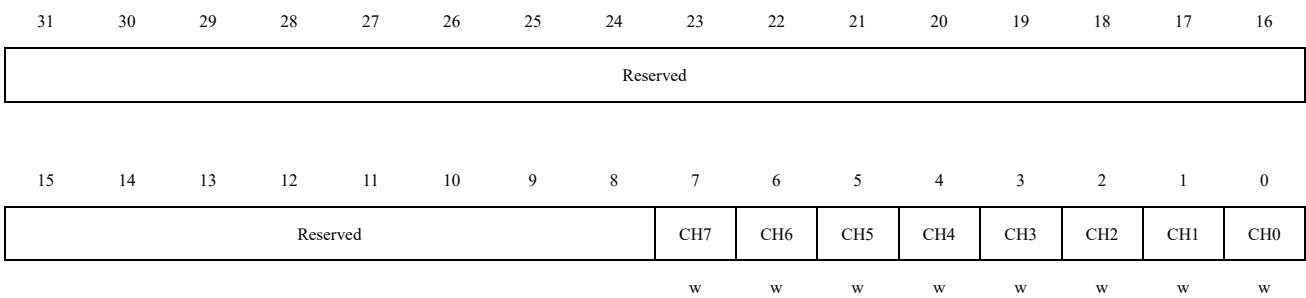 31 30 29 28 27 26 25 24 23 22 21 20 19 18 17 16
Reserved
15 14 13 12 11 10 9 8 7 6 5 4 3 2 1 0
Reserved CH7 CH6 CH5 CH4 CH3 CH2 CH1 CH0
w w w w w w w w